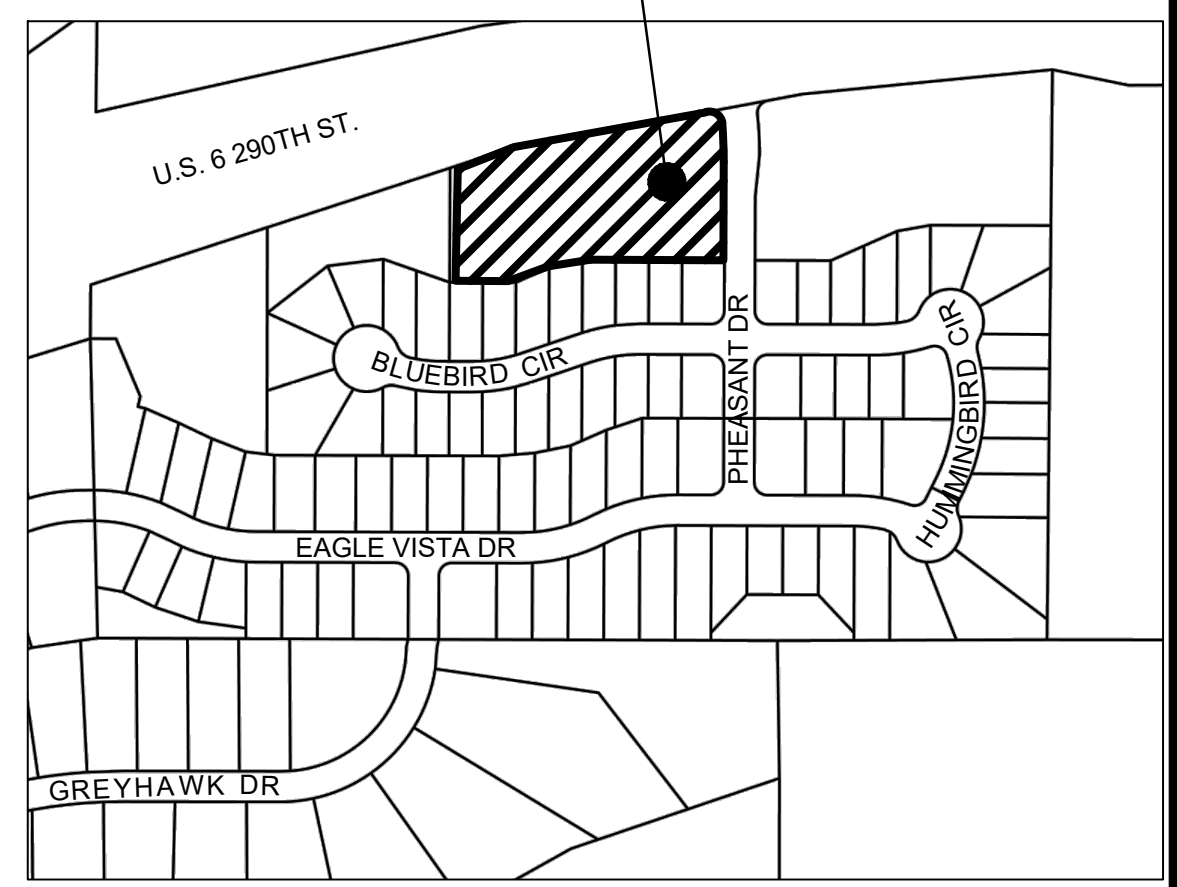 U.S. 6 290TH ST.
BLUEBIRD CIR
PHEASANT DR
HUMMINGBIRD CIR
EAGLE VISTA DR
GREYHAWK DR